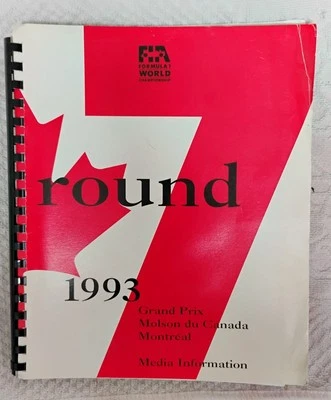 FIA
FORMULA 1
WORLD
CHAMPIONSHIP
7
round
1993
Grand Prix
Molson du Canada
Montréal
Media Information